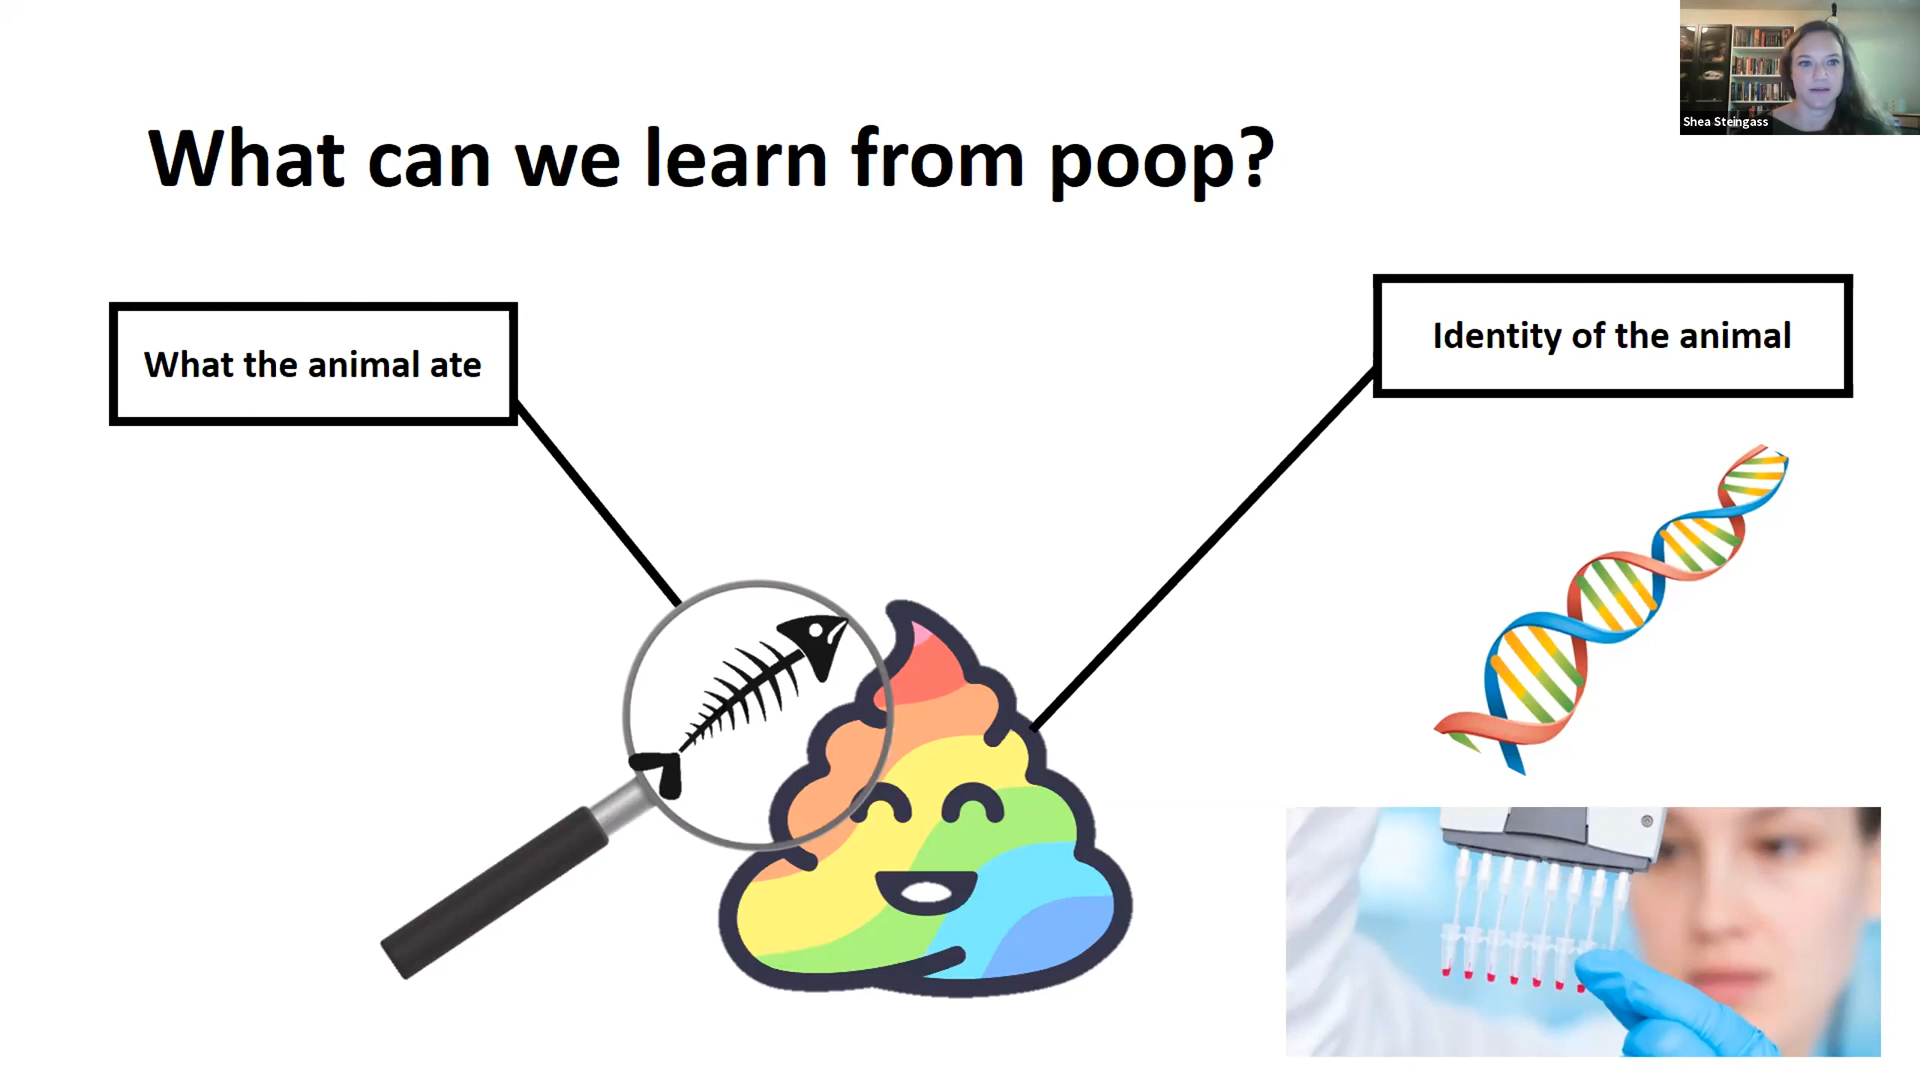 Shea Steingass
What can we learn from poop?
What the animal ate
Identity of the animal